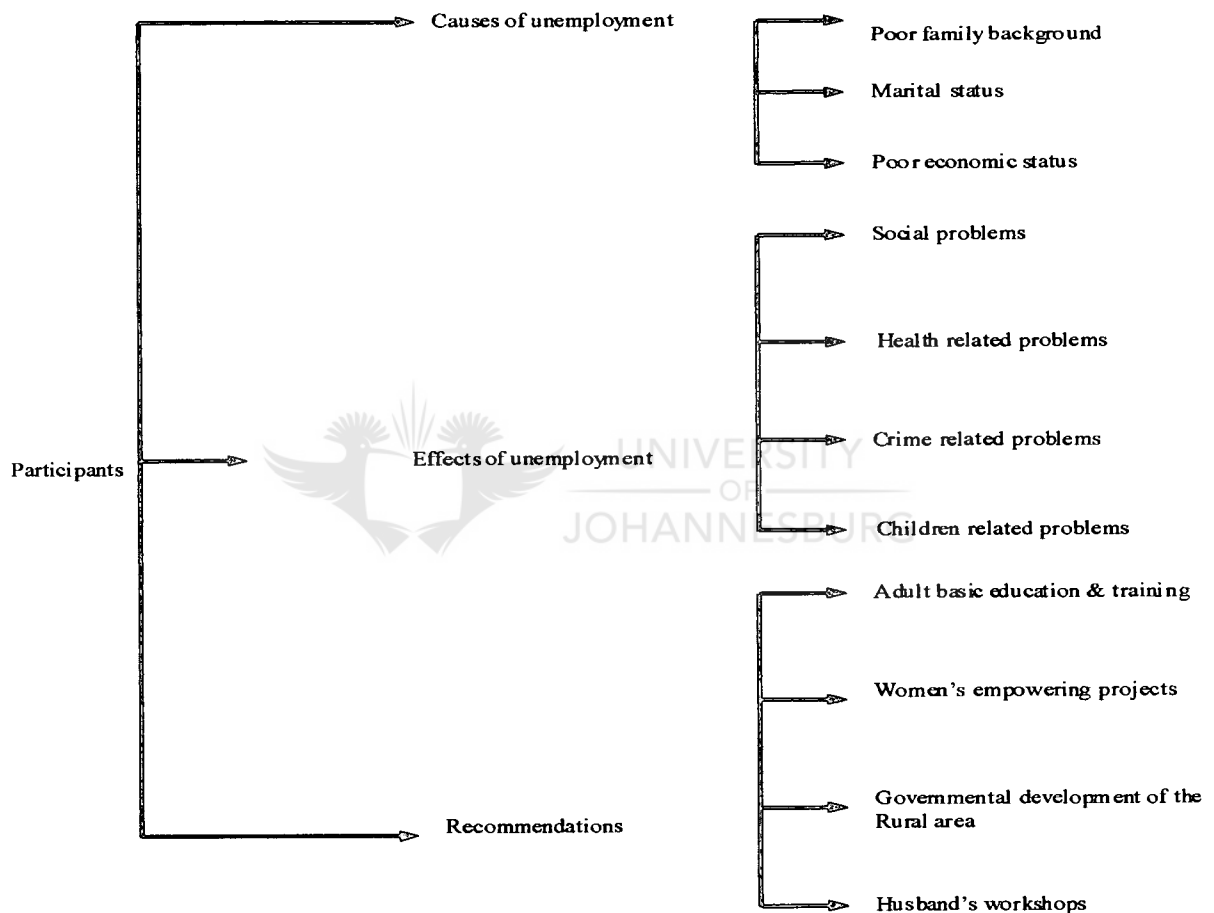 Causes of unemployment
Poor family background
Marital status
Poor economic status
Social problems
Health related problems
Crime related problems
Participants
Effects of unemployment
UNIVERSITY
OF
JOHANNESBURG
Children related problems
Adult basic education & training
Women's empowering projects
Governmental development of the
Rural area
Recommendations
Husband's workshops